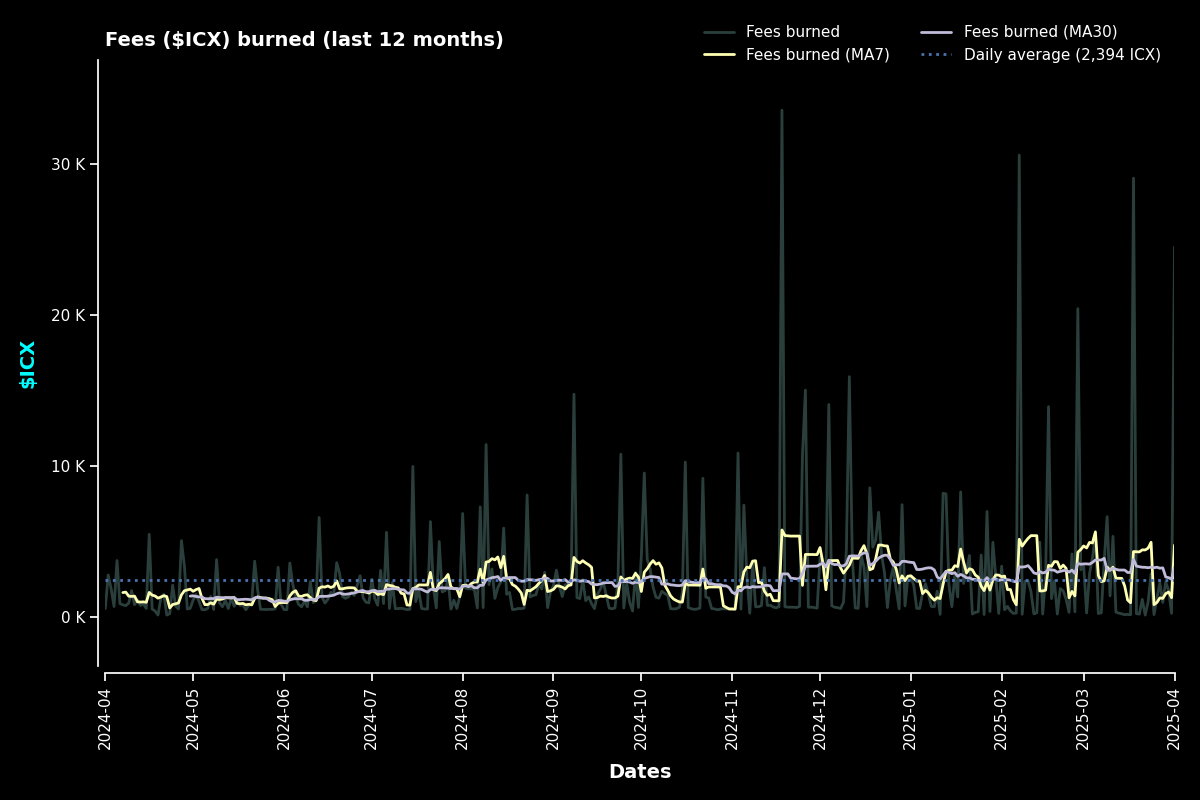 Fees ($ICX) burned (last 12 months)
Fees burned
Fees burned (MA7)
Fees burned (MA30)
Daily average (2,394 ICX)
30 K
20 K
10 K
0 K
$ICX
2024-04
2024-05
2024-06
2024-07
2024-08
2024-09
2024-10
2024-11
2024-12
2025-01
2025-02
2025-03
2025-04
Dates